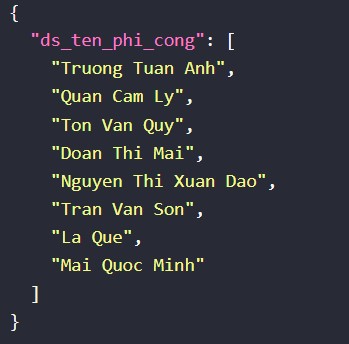 {
"ds_ten_phi_cong": [
"Truong Tuan Anh",
"Quan Cam Ly",
"Ton Van Quy",
"Doan Thi Mai",
"Nguyen Thi Xuan Dao",
"Tran Van Son",
"La Que",
"Mai Quoc Minh"
]
}